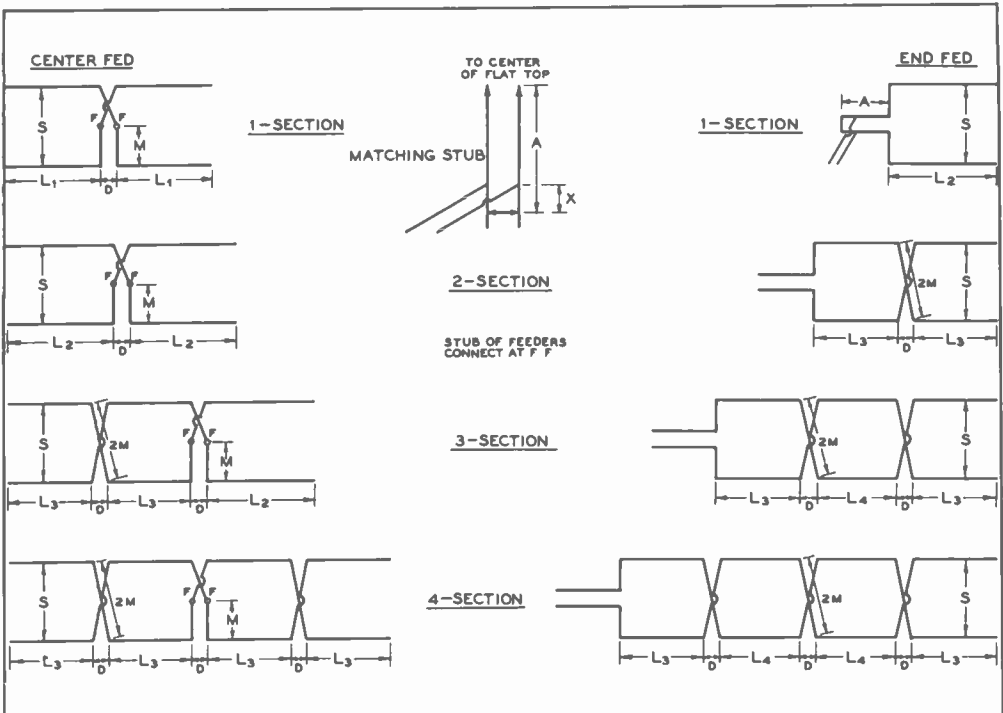 CENTER FED
TO CENTER
OF FLAT TOP
END FED
S
F
F
M
L₁
D
L₁
1-SECTION
MATCHING STUB
A
X
1-SECTION
A
S
L₂
S
F
F
M
L₂
D
L₂
2-SECTION
2M
S
L₃
D
L₃
STUB OF FEEDERS
CONNECT AT F F
S
2M
F
F
M
L₃
D
L₃
D
L₂
3-SECTION
2M
S
L₃
D
L₄
D
L₃
S
2M
F
F
M
L₃
D
L₃
D
L₃
D
L₃
4-SECTION
2M
S
L₃
D
L₄
D
L₄
D
L₃